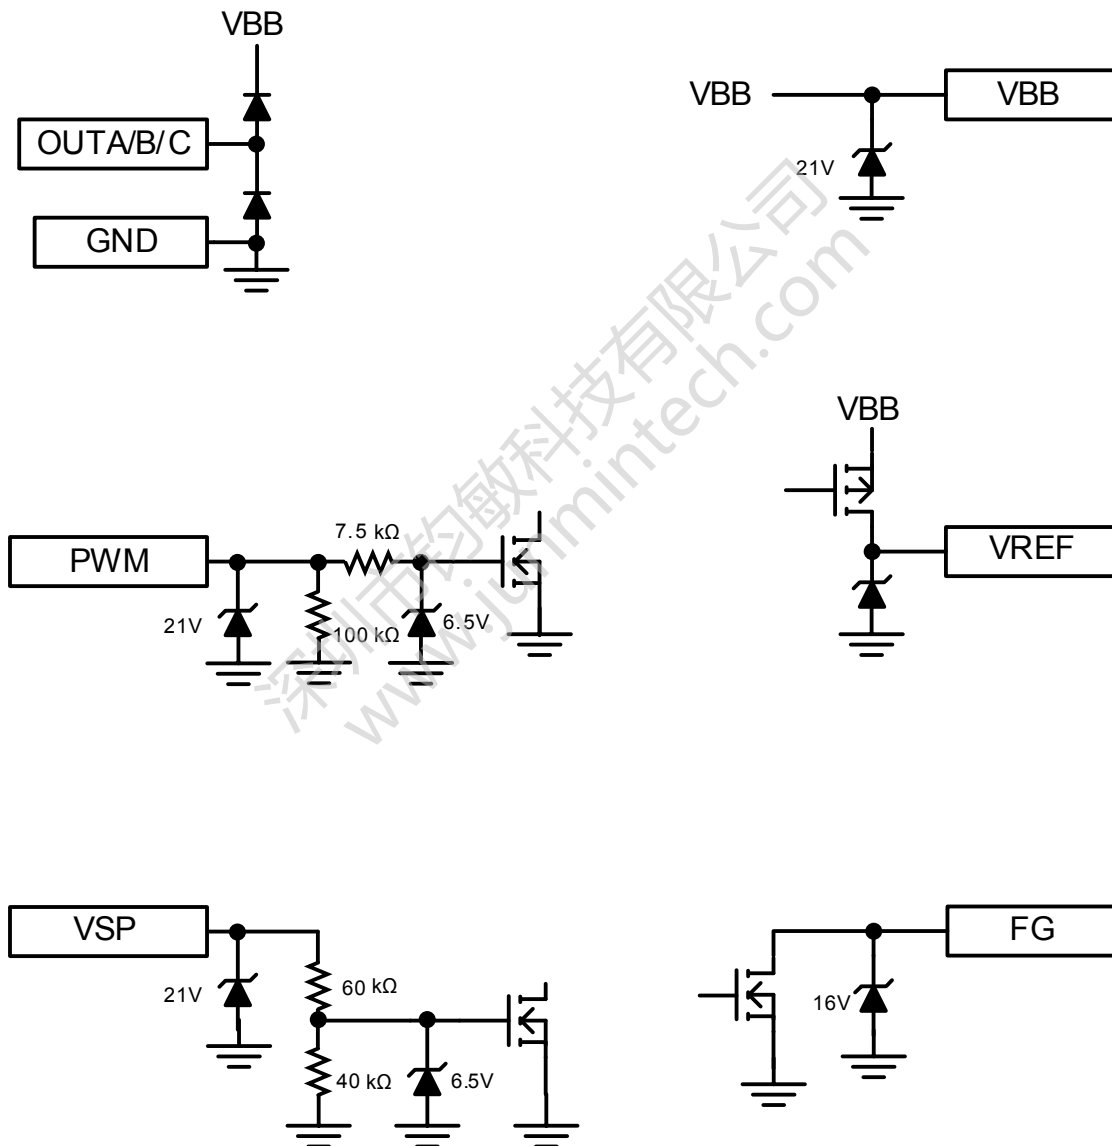 VBB
OUTA/B/C
GND
VBB
VBB
21V
PWM
21V
7.5 kΩ
100 kΩ
6.5V
VBB
VREF
VSP
21V
60 kΩ
40 kΩ
6.5V
FG
16V
深圳市钧敏科技有限公司
www.junmintech.com